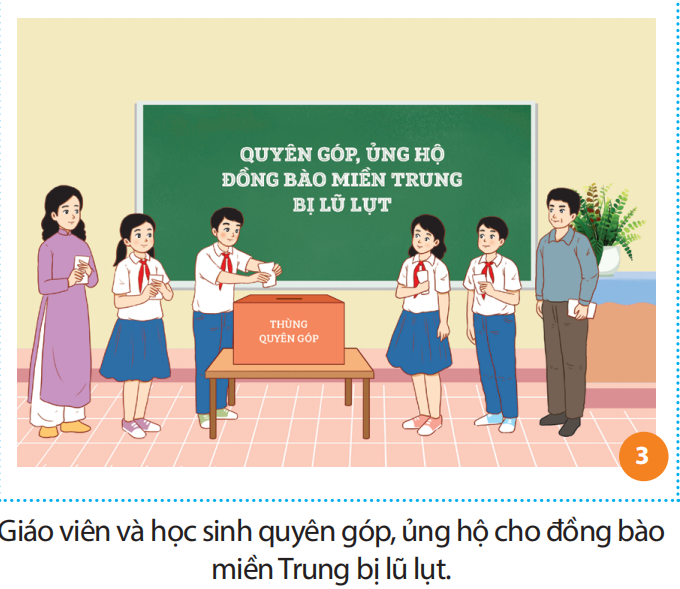 QUYÊN GÓP, ỦNG HỘ
ĐỒNG BÀO MIỀN TRUNG
BỊ LŨ LỤT
THÙNG
QUYÊN GÓP
3
Giáo viên và học sinh quyên góp, ủng hộ cho đồng bào
miền Trung bị lũ lụt.